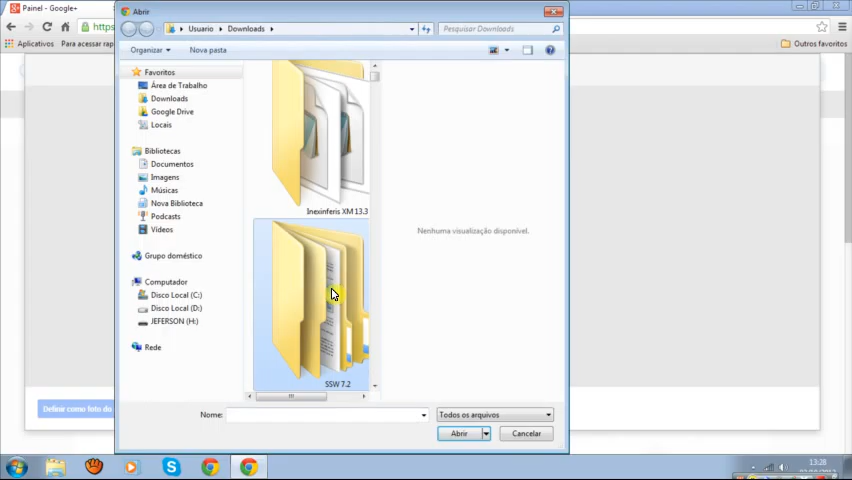 Painel - Google+
Abrir
https
Aplicativos
Para acessar rap
Outros favoritos
Usuario
Downloads
Pesquisar Downloads
Organizar
Nova pasta
Favoritos
Área de Trabalho
Downloads
Google Drive
Locais
Bibliotecas
Documentos
Imagens
Músicas
Nova Biblioteca
Podcasts
Vídeos
Grupo doméstico
Computador
Disco Local (C:)
Disco Local (D:)
JEFERSON (H:)
Rede
Inexinferis XM 13.3
SSW 7.2
Nenhuma visualização disponível.
Nome:
Todos os arquivos
Abrir
Cancelar
Definir como foto do
13:28